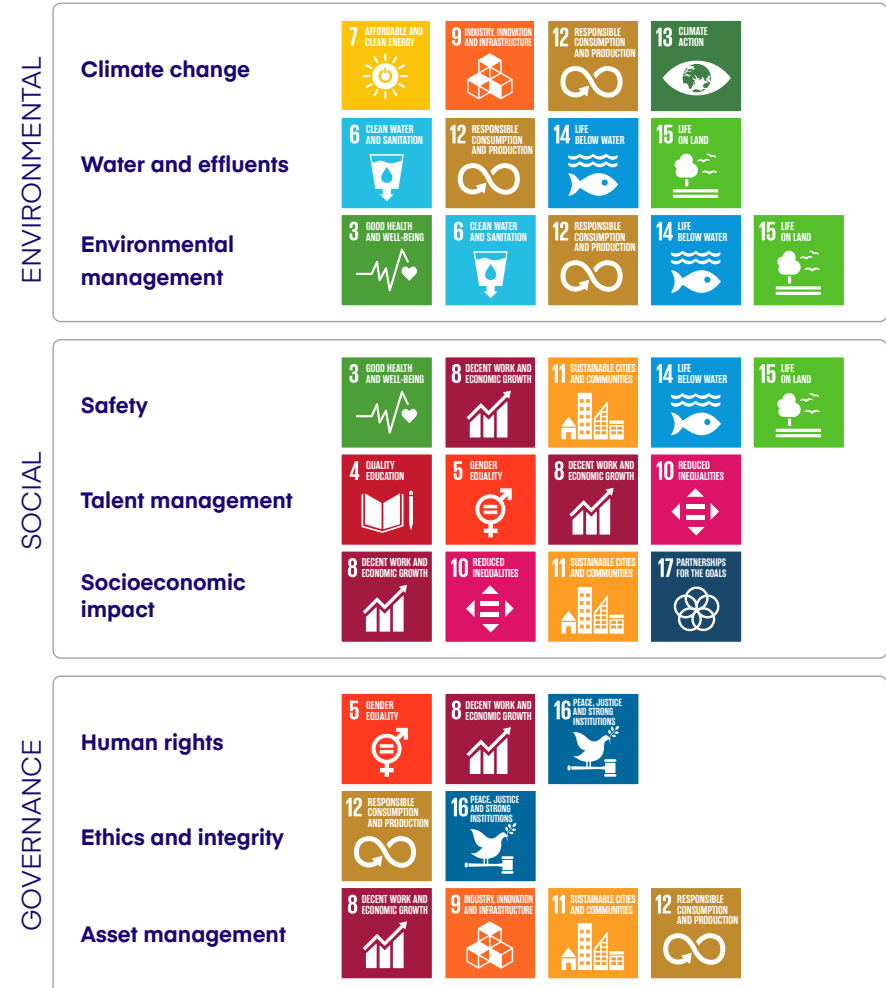 ENVIRONMENTAL
Climate change
7 AFFORDABLE AND
CLEAN ENERGY
9 INDUSTRY, INNOVATION
AND INFRASTRUCTURE
12 RESPONSIBLE
CONSUMPTION
AND PRODUCTION
13 CLIMATE
ACTION
Water and effluents
6 CLEAN WATER
AND SANITATION
12 RESPONSIBLE
CONSUMPTION
AND PRODUCTION
14 LIFE
BELOW WATER
15 LIFE
ON LAND
Environmental
management
3 GOOD HEALTH
AND WELL-BEING
6 CLEAN WATER
AND SANITATION
12 RESPONSIBLE
CONSUMPTION
AND PRODUCTION
14 LIFE
BELOW WATER
15 LIFE
ON LAND
SOCIAL
Safety
3 GOOD HEALTH
AND WELL-BEING
8 DECENT WORK AND
ECONOMIC GROWTH
11 SUSTAINABLE CITIES
AND COMMUNITIES
14 LIFE
BELOW WATER
15 LIFE
ON LAND
Talent management
4 QUALITY
EDUCATION
5 GENDER
EQUALITY
8 DECENT WORK AND
ECONOMIC GROWTH
10 REDUCED
INEQUALITIES
Socioeconomic
impact
8 DECENT WORK AND
ECONOMIC GROWTH
10 REDUCED
INEQUALITIES
11 SUSTAINABLE CITIES
AND COMMUNITIES
17 PARTNERSHIPS
FOR THE GOALS
GOVERNANCE
Human rights
5 GENDER
EQUALITY
8 DECENT WORK AND
ECONOMIC GROWTH
16 PEACE, JUSTICE
AND STRONG
INSTITUTIONS
Ethics and integrity
12 RESPONSIBLE
CONSUMPTION
AND PRODUCTION
16 PEACE, JUSTICE
AND STRONG
INSTITUTIONS
Asset management
8 DECENT WORK AND
ECONOMIC GROWTH
9 INDUSTRY, INNOVATION
AND INFRASTRUCTURE
11 SUSTAINABLE CITIES
AND COMMUNITIES
12 RESPONSIBLE
CONSUMPTION
AND PRODUCTION